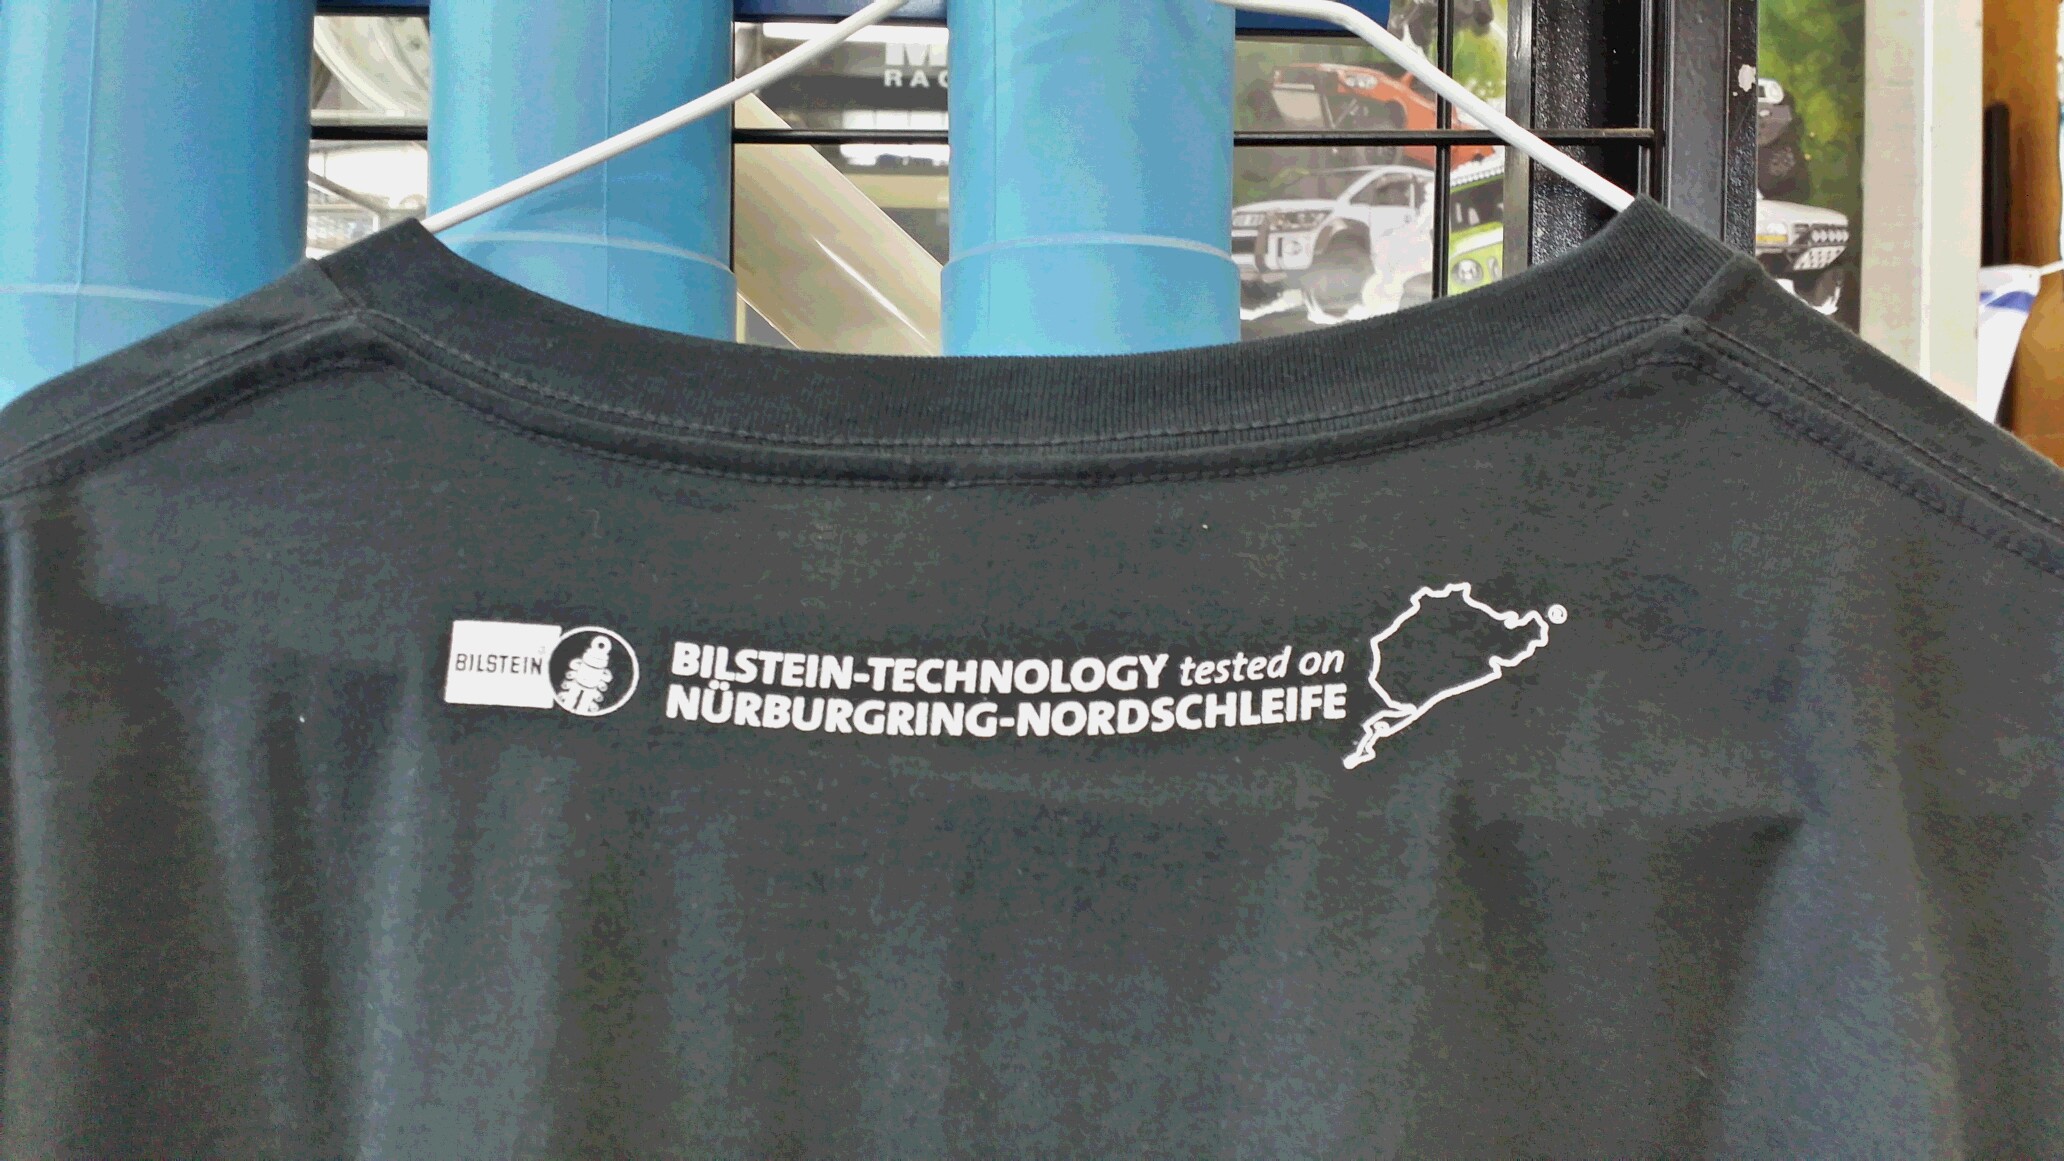 BILSTEIN
BILSTEIN-TECHNOLOGY tested on
NÜRBURGRING-NORDSCHLEIFE